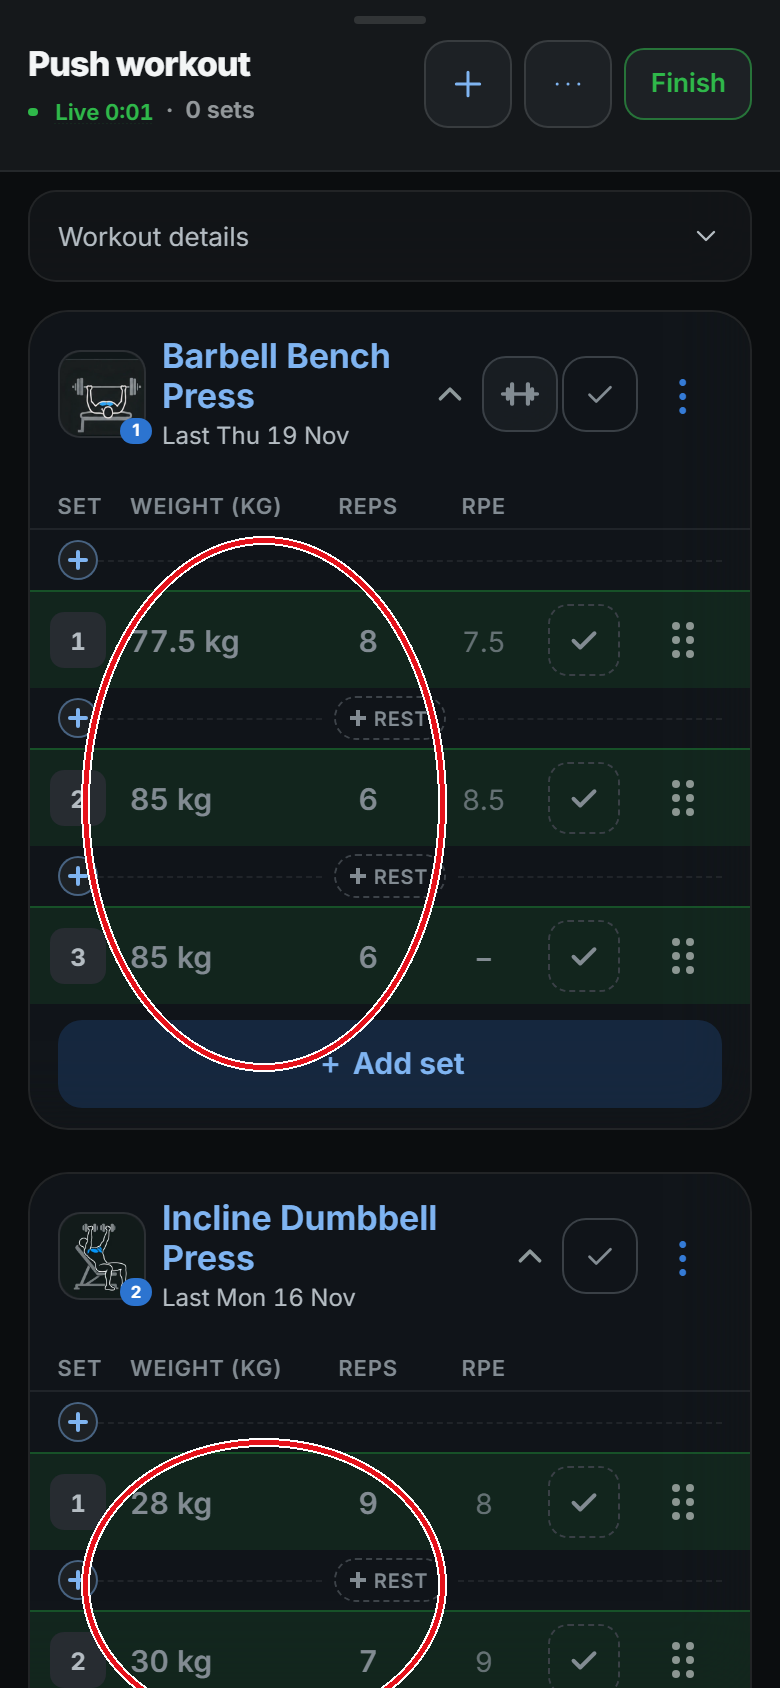 Push workout
Live 0:01 · 0 sets
+ ... Finish
Workout details
Barbell Bench
Press
1
Last Thu 19 Nov
SET WEIGHT (KG) REPS RPE
+
1 77.5 kg 8 7.5
+ + REST
2 85 kg 6 8.5
+ + REST
3 85 kg 6 –
+ Add set
Incline Dumbbell
Press
2
Last Mon 16 Nov
SET WEIGHT (KG) REPS RPE
+
1 28 kg 9 8
+ + REST
2 30 kg 7 9